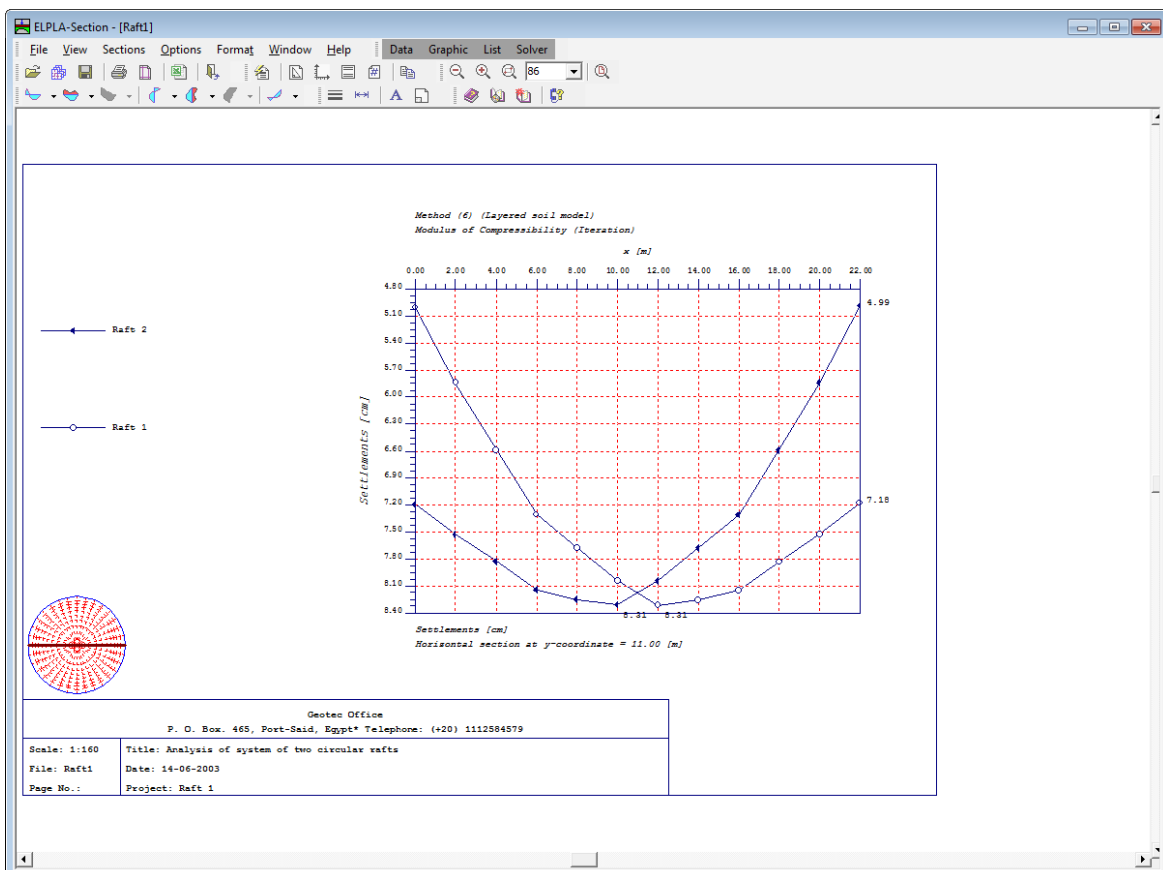 ELPLA-Section - [Raft1]
File View Sections Options Format Window Help Data Graphic List Solver
86
A
Method (6) (Layered soil model)
Modulus of Compressibility (Iteration)
x [m]
0.00 2.00 4.00 6.00 8.00 10.00 12.00 14.00 16.00 18.00 20.00 22.00
4.80
4.99
5.10
Raft 2
5.40
5.70
6.00
6.30
Raft 1
6.60
6.90
7.20
7.18
7.50
7.80
8.10
8.40
8.31 8.31
Settlements [cm]
Settlements [cm]
Horizontal section at y-coordinate = 11.00 [m]
Geotec Office
P. O. Box. 465, Port-Said, Egypt* Telephone: (+20) 1112584579
Scale: 1:160 Title: Analysis of system of two circular rafts
File: Raft1 Date: 14-06-2003
Page No.: Project: Raft 1